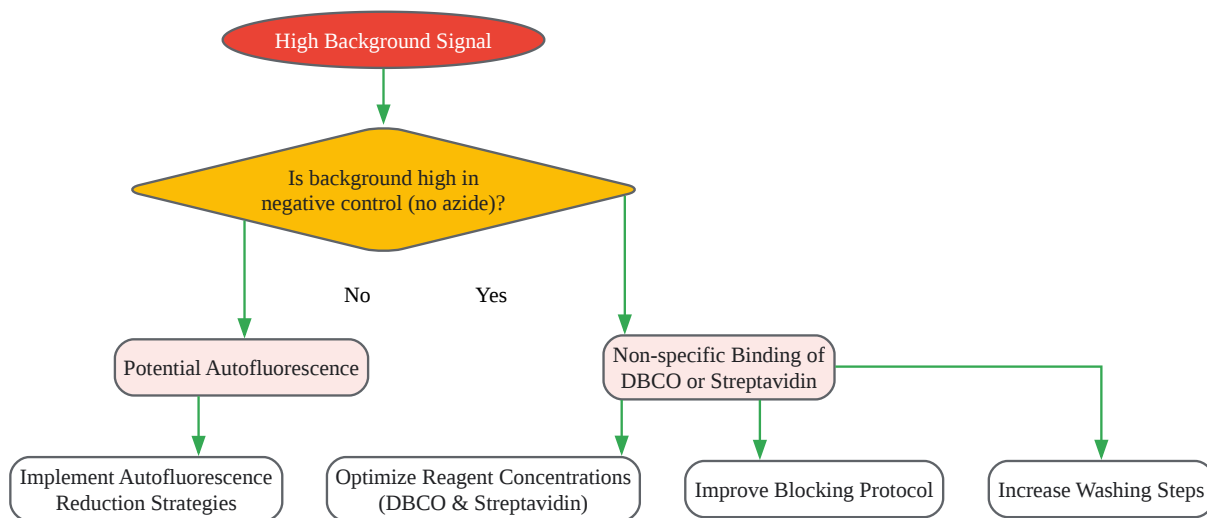 High Background Signal
Is background high in
negative control (no azide)?
No
Yes
Potential Autofluorescence
Non-specific Binding of
DBCO or Streptavidin
Implement Autofluorescence
Reduction Strategies
Optimize Reagent Concentrations
(DBCO & Streptavidin)
Improve Blocking Protocol
Increase Washing Steps